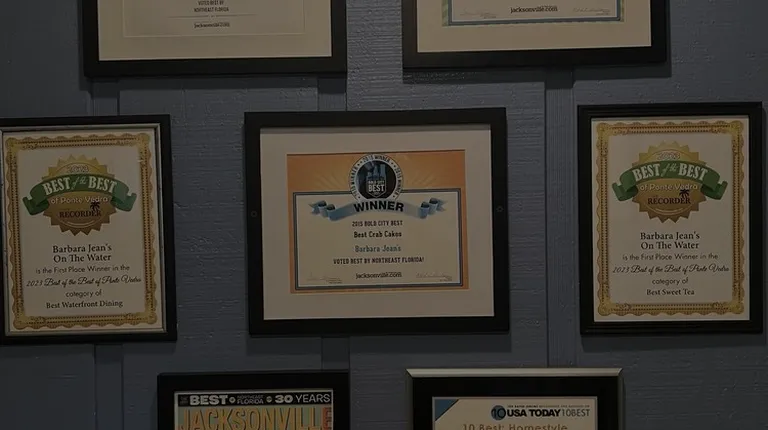 VOTED BEST BY
NORTHEAST FLORIDA
jacksonville.com
jacksonville.com
BEST of the BEST
of Ponte Vedra
RECORDER
Barbara Jean's
On The Water
is the First Place Winner in the
2023 Best of the Best of Ponte Vedra
category of
Best Waterfront Dining
2015 WINNER
BOLD CITY
BEST
WINNER
2015 BOLD CITY BEST
Best Crab Cakes
Barbara Jean's
VOTED BEST BY NORTHEAST FLORIDA!
jacksonville.com
BEST of the BEST
of Ponte Vedra
RECORDER
Barbara Jean's
On The Water
is the First Place Winner in the
2023 Best of the Best of Ponte Vedra
category of
Best Sweet Tea
BEST OF NORTHEAST FLORIDA 30 YEARS
JACKSONVILLE
10 USA TODAY 10BEST
10 Best: Homestyle